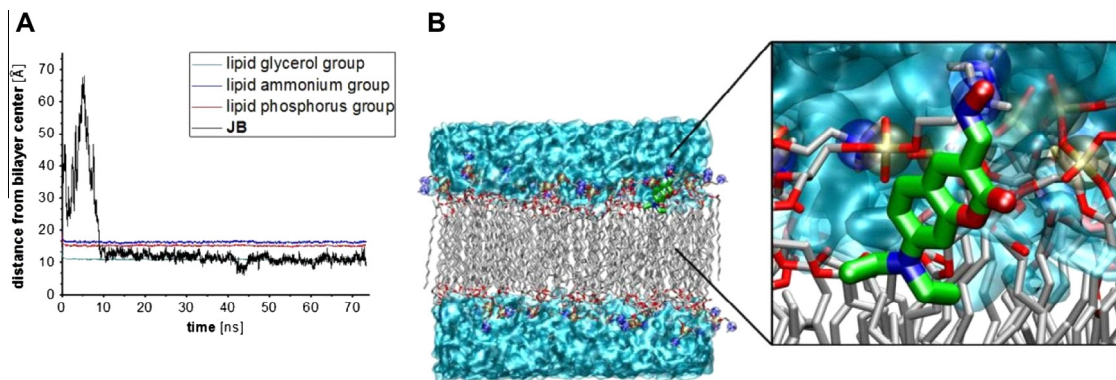 A
distance from bilayer center [Å]
70
60
50
40
30
20
10
0
0 10 20 30 40 50 60 70
time [ns]
lipid glycerol group
lipid ammonium group
lipid phosphorus group
JB
B